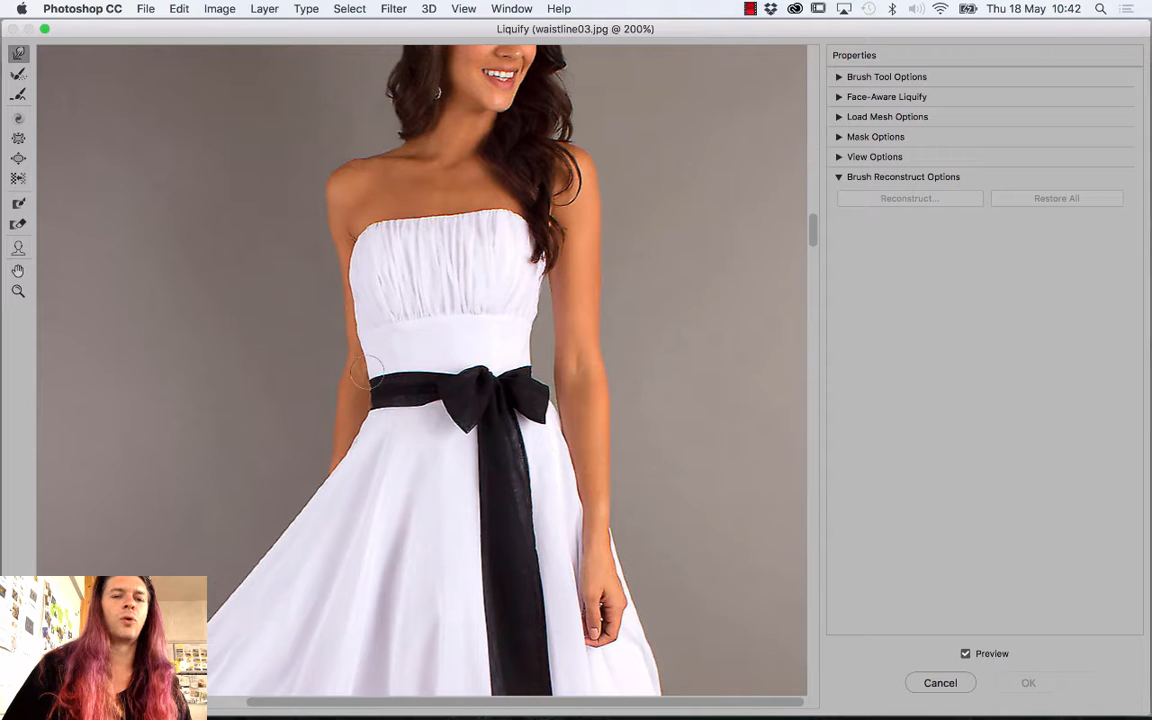 Photoshop CC File Edit Image Layer Type Select Filter 3D View Window Help Thu 18 May 10:42
Liquify (waistline03.jpg @ 200%)
Properties
Brush Tool Options
Face-Aware Liquify
Load Mesh Options
Mask Options
View Options
Brush Reconstruct Options
Reconstruct... Restore All
Preview
Cancel OK